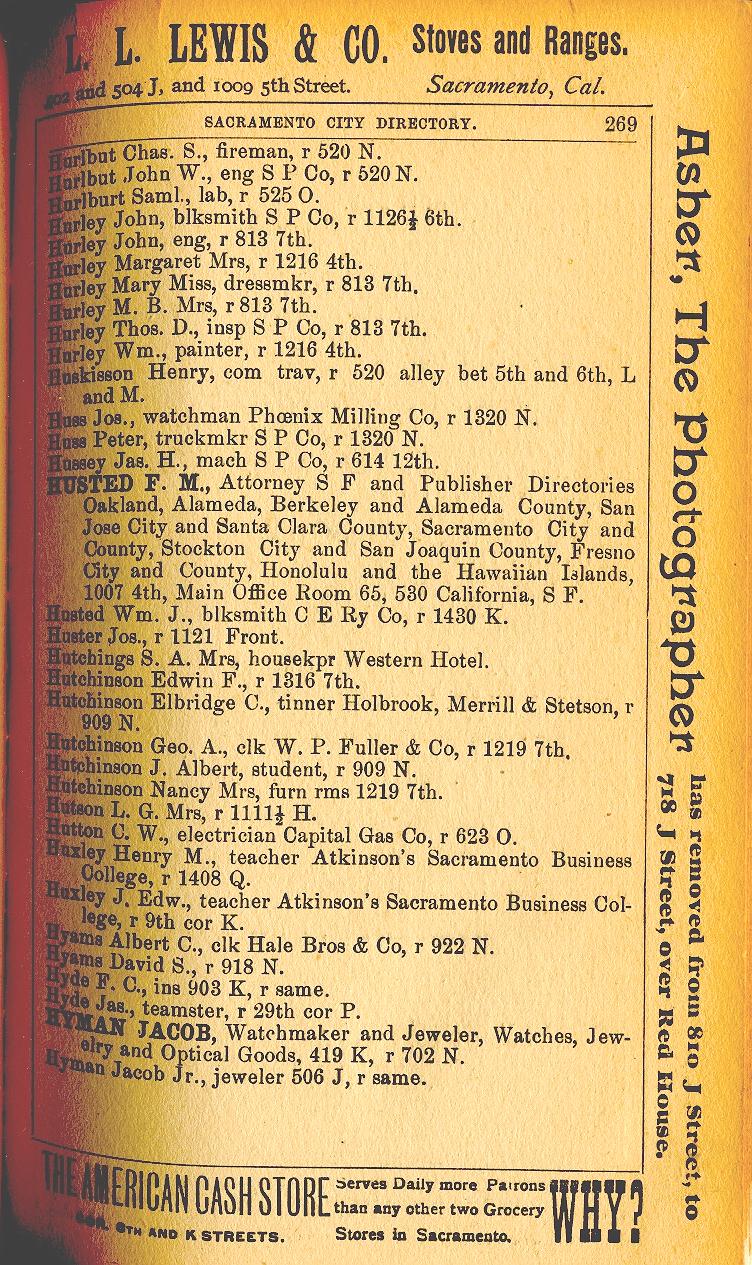 L. L. LEWIS & CO. Stoves and Ranges.
502 and 504 J, and 1009 5th Street. Sacramento, Cal.
SACRAMENTO CITY DIRECTORY. 269
Hurlbut Chas. S., fireman, r 520 N.
Hurlbut John W., eng S P Co, r 520 N.
Hurlburt Saml., lab, r 525 O.
Hurley John, blksmith S P Co, r 1126½ 6th.
Hurley John, eng, r 813 7th.
Hurley Margaret Mrs, r 1216 4th.
Hurley Mary Miss, dressmkr, r 813 7th.
Hurley M. B. Mrs, r 813 7th.
Hurley Thos. D., insp S P Co, r 813 7th.
Hurley Wm., painter, r 1216 4th.
Huskisson Henry, com trav, r 520 alley bet 5th and 6th, L
and M.
Huss Jos., watchman Phœnix Milling Co, r 1320 N.
Huss Peter, truckmkr S P Co, r 1320 N.
Hussey Jas. H., mach S P Co, r 614 12th.
HUSTED F. M., Attorney S F and Publisher Directories
Oakland, Alameda, Berkeley and Alameda County, San
Jose City and Santa Clara County, Sacramento City and
County, Stockton City and San Joaquin County, Fresno
City and County, Honolulu and the Hawaiian Islands,
1007 4th, Main Office Room 65, 530 California, S F.
Husted Wm. J., blksmith C E Ry Co, r 1430 K.
Huster Jos., r 1121 Front.
Hutchings S. A. Mrs, housekpr Western Hotel.
Hutchinson Edwin F., r 1316 7th.
Hutchinson Elbridge C., tinner Holbrook, Merrill & Stetson, r
909 N.
Hutchinson Geo. A., clk W. P. Fuller & Co, r 1219 7th.
Hutchinson J. Albert, student, r 909 N.
Hutchinson Nancy Mrs, furn rms 1219 7th.
Hutson L. G. Mrs, r 1111½ H.
Hutton C. W., electrician Capital Gas Co, r 623 O.
Huxley Henry M., teacher Atkinson's Sacramento Business
College, r 1408 Q.
Huxley J. Edw., teacher Atkinson's Sacramento Business Col-
lege, r 9th cor K.
Hyams Albert C., clk Hale Bros & Co, r 922 N.
Hyams David S., r 918 N.
Hyde F. C., ins 903 K, r same.
Hyde Jas., teamster, r 29th cor P.
HYMAN JACOB, Watchmaker and Jeweler, Watches, Jew-
elry and Optical Goods, 419 K, r 702 N.
Hyman Jacob Jr., jeweler 506 J, r same.
Asher, The Photographer
has removed from 810 J Street, to
718 J Street, over Red House.
THE AMERICAN CASH STORE
8TH AND K STREETS.
Serves Daily more Patrons
than any other two Grocery
Stores in Sacramento.
WHY?